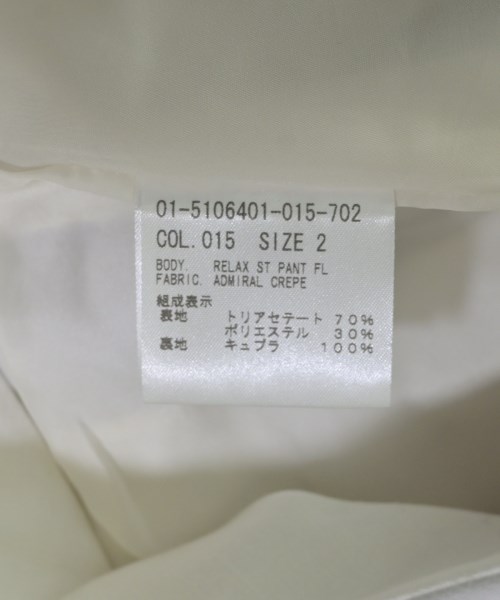 01-5106401-015-702
COL. 015 SIZE 2
BODY. RELAX ST PANT FL
FABRIC. ADMIRAL CREPE
組成表示
表地 トリアセテート 70%
ポリエステル 30%
裏地 キュプラ 100%